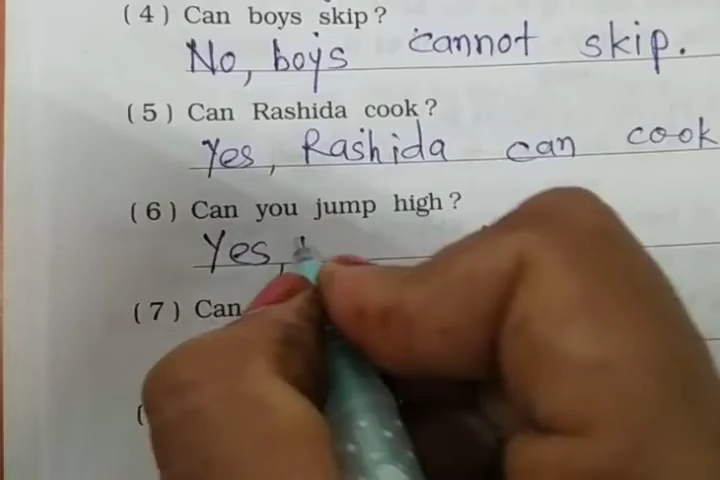 (4) Can boys skip?
No, boys cannot skip.
(5) Can Rashida cook?
Yes, Rashida can cook
(6) Can you jump high?
Yes,
(7) Can
(